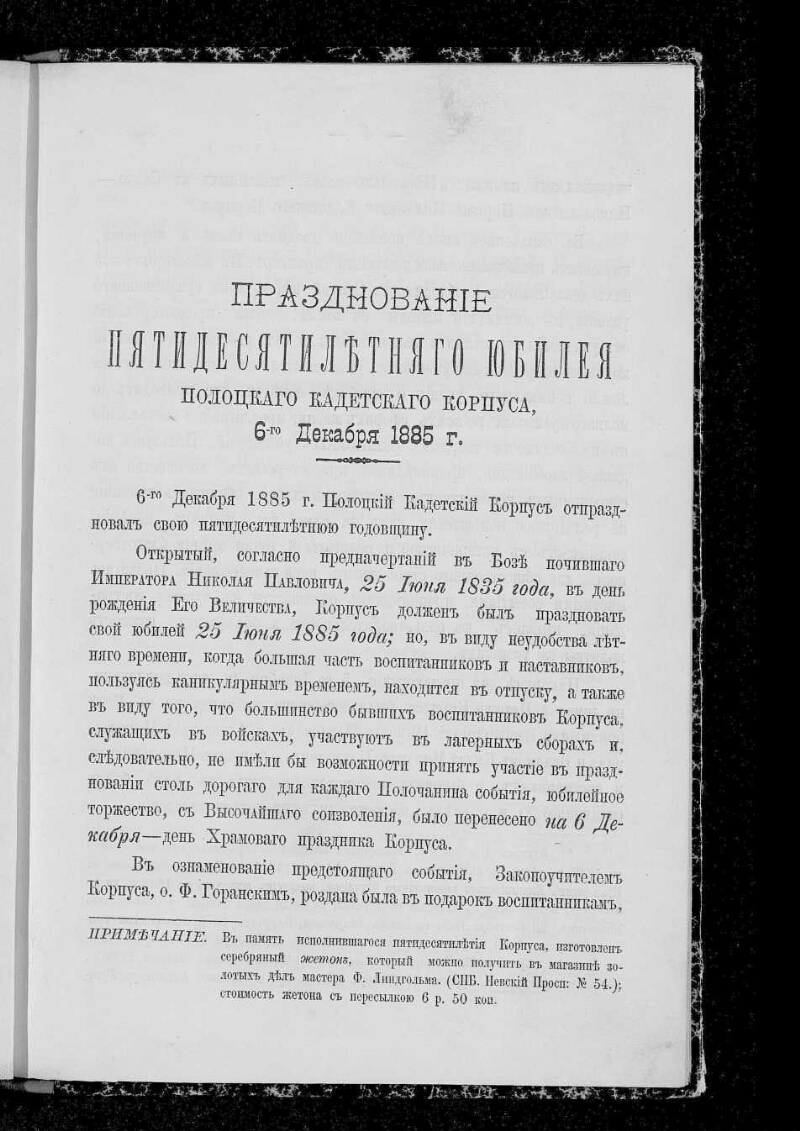 ПРАЗДНОВАНІЕ
ПЯТИДЕСЯТИЛѢТНЯГО ЮБИЛЕЯ
ПОЛОЦКАГО КАДЕТСКАГО КОРПУСА,
6-го Декабря 1885 г.
6-го Декабря 1885 г. Полоцкій Кадетскій Корпусъ отпразд-
новалъ свою пятидесятилѣтнюю годовщину.
Открытый, согласно предначертаній въ Бозѣ почившаго
Императора Николая Павловича, 25 Іюня 1835 года, въ день
рожденія Его Величества, Корпусъ долженъ былъ праздновать
свой юбилей 25 Іюня 1885 года; но, въ виду неудобства лѣт-
няго времени, когда большая часть воспитанниковъ и наставниковъ,
пользуясь каникулярнымъ временемъ, находится въ отпуску, а также
въ виду того, что большинство бывшихъ воспитанниковъ Корпуса,
служащихъ въ войскахъ, участвуютъ въ лагерныхъ сборахъ и,
слѣдовательно, не имѣли бы возможности принять участіе въ празд-
нованіи столь дорогаго для каждаго Полочанина событія, юбилейное
торжество, съ Высочайшаго соизволенія, было перенесено на 6 Де-
кабря—день Храмоваго праздника Корпуса.
Въ ознаменованіе предстоящаго событія, Законоучителемъ
Корпуса, о. Ф. Горанскимъ, роздана была въ подарокъ воспитанникамъ,
ПРИМѢЧАНІЕ. Въ память исполнившагося пятидесятилѣтія Корпуса, изготовленъ
серебряный жетонъ, который можно получить въ магазинѣ зо-
лотыхъ дѣлъ мастера Ф. Линдгольма. (СПБ. Невскій Просп: № 54.);
стоимость жетона съ пересылкою 6 р. 50 коп.